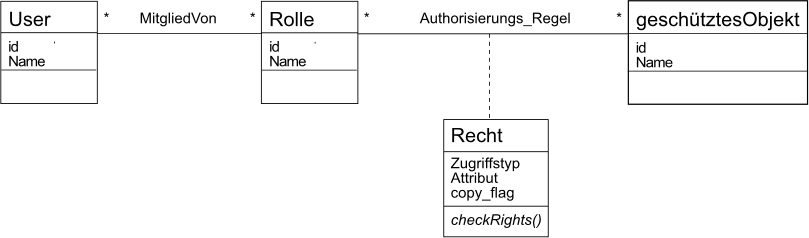 User
id
Name
* MitgliedVon *
Rolle
id
Name
* Authorisierungs_Regel *
geschütztesObjekt
id
Name
Recht
Zugriffstyp
Attribut
copy_flag
checkRights()